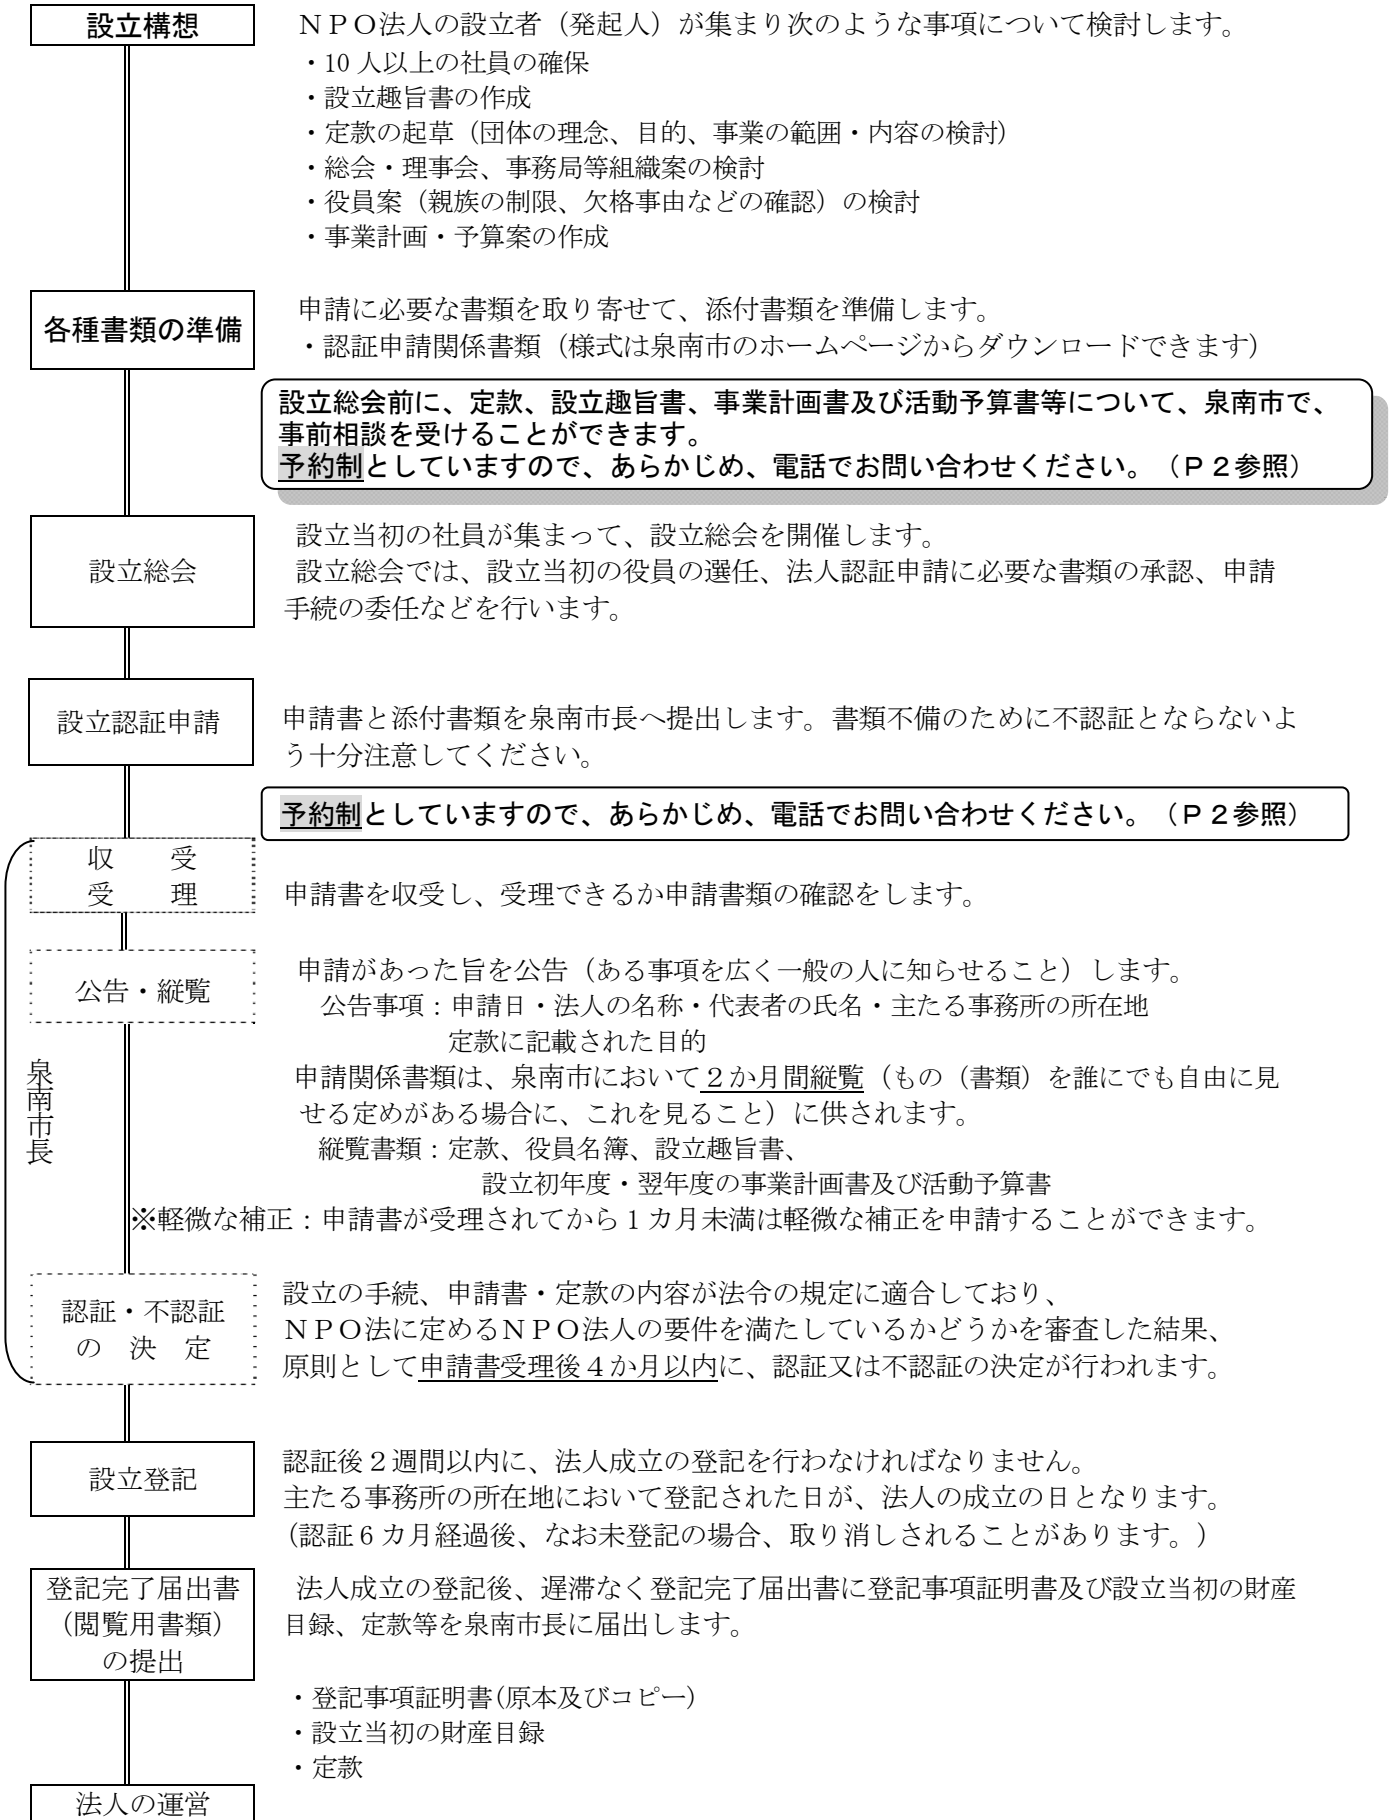 設立構想
ＮＰＯ法人の設立者（発起人）が集まり次のような事項について検討します。
・10 人以上の社員の確保
・設立趣旨書の作成
・定款の起草（団体の理念、目的、事業の範囲・内容の検討）
・総会・理事会、事務局等組織案の検討
・役員案（親族の制限、欠格事由などの確認）の検討
・事業計画・予算案の作成
各種書類の準備
申請に必要な書類を取り寄せて、添付書類を準備します。
・認証申請関係書類（様式は泉南市のホームページからダウンロードできます）
設立総会前に、定款、設立趣旨書、事業計画書及び活動予算書等について、泉南市で、
事前相談を受けることができます。
予約制としていますので、あらかじめ、電話でお問い合わせください。（Ｐ２参照）
設立総会
設立当初の社員が集まって、設立総会を開催します。
設立総会では、設立当初の役員の選任、法人認証申請に必要な書類の承認、申請
手続の委任などを行います。
設立認証申請
申請書と添付書類を泉南市長へ提出します。書類不備のために不認証とならないよ
う十分注意してください。
予約制としていますので、あらかじめ、電話でお問い合わせください。（Ｐ２参照）
収　　受
受　　理
申請書を収受し、受理できるか申請書類の確認をします。
公告・縦覧
申請があった旨を公告（ある事項を広く一般の人に知らせること）します。
公告事項：申請日・法人の名称・代表者の氏名・主たる事務所の所在地
定款に記載された目的
申請関係書類は、泉南市において２か月間縦覧（もの（書類）を誰にでも自由に見
せる定めがある場合に、これを見ること）に供されます。
縦覧書類：定款、役員名簿、設立趣旨書、
設立初年度・翌年度の事業計画書及び活動予算書
※軽微な補正：申請書が受理されてから１カ月未満は軽微な補正を申請することができます。
泉南市長
認証・不認証
の　決　定
設立の手続、申請書・定款の内容が法令の規定に適合しており、
ＮＰＯ法に定めるＮＰＯ法人の要件を満たしているかどうかを審査した結果、
原則として申請書受理後４か月以内に、認証又は不認証の決定が行われます。
設立登記
認証後２週間以内に、法人成立の登記を行わなければなりません。
主たる事務所の所在地において登記された日が、法人の成立の日となります。
（認証６カ月経過後、なお未登記の場合、取り消しされることがあります。）
登記完了届出書
（閲覧用書類）
の提出
法人成立の登記後、遅滞なく登記完了届出書に登記事項証明書及び設立当初の財産
目録、定款等を泉南市長に届出します。
・登記事項証明書(原本及びコピー)
・設立当初の財産目録
・定款
法人の運営